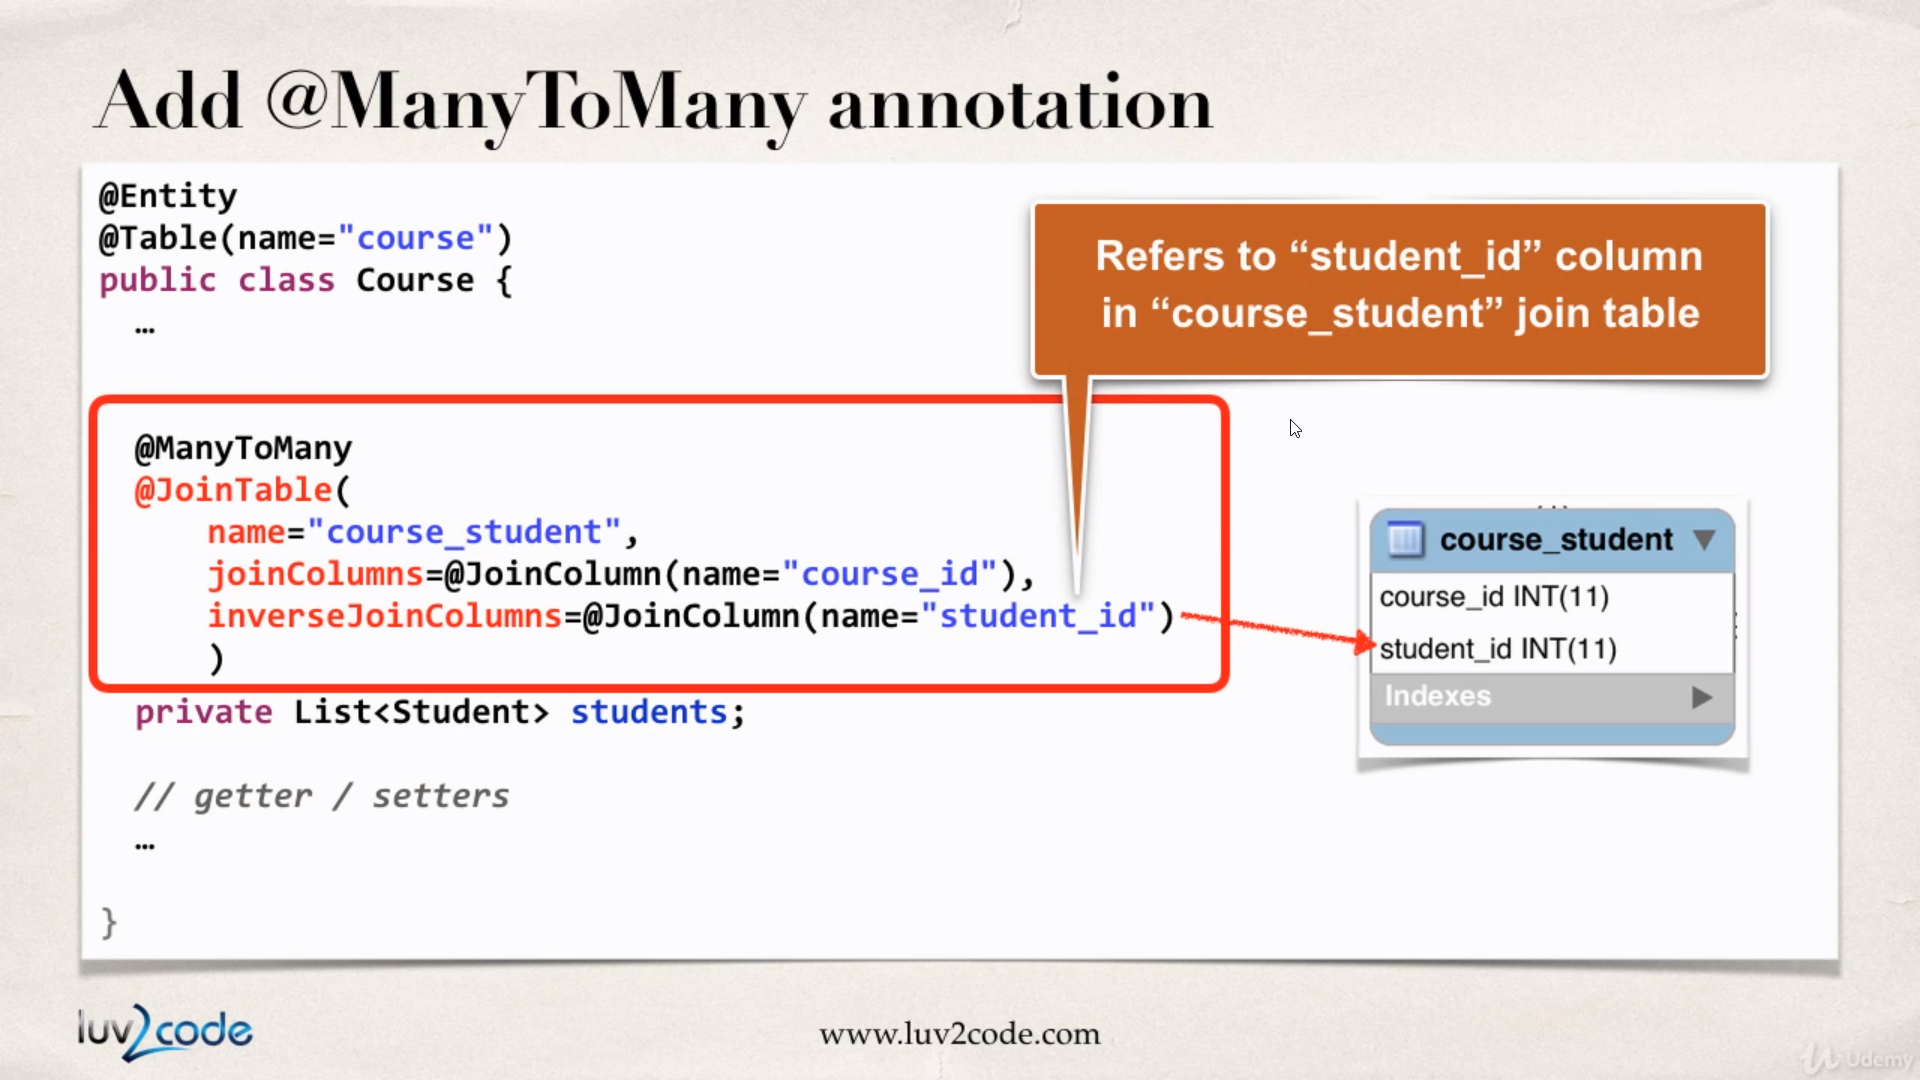 Add @ManyToMany annotation
@Entity
@Table(name="course")
public class Course {
…
Refers to “student_id” column
in “course_student” join table
@ManyToMany
@JoinTable(
name="course_student",
joinColumns=@JoinColumn(name="course_id"),
inverseJoinColumns=@JoinColumn(name="student_id")
)
private List<Student> students;
// getter / setters
…
}
course_student
course_id INT(11)
student_id INT(11)
Indexes
luv2code
www.luv2code.com
Udemy